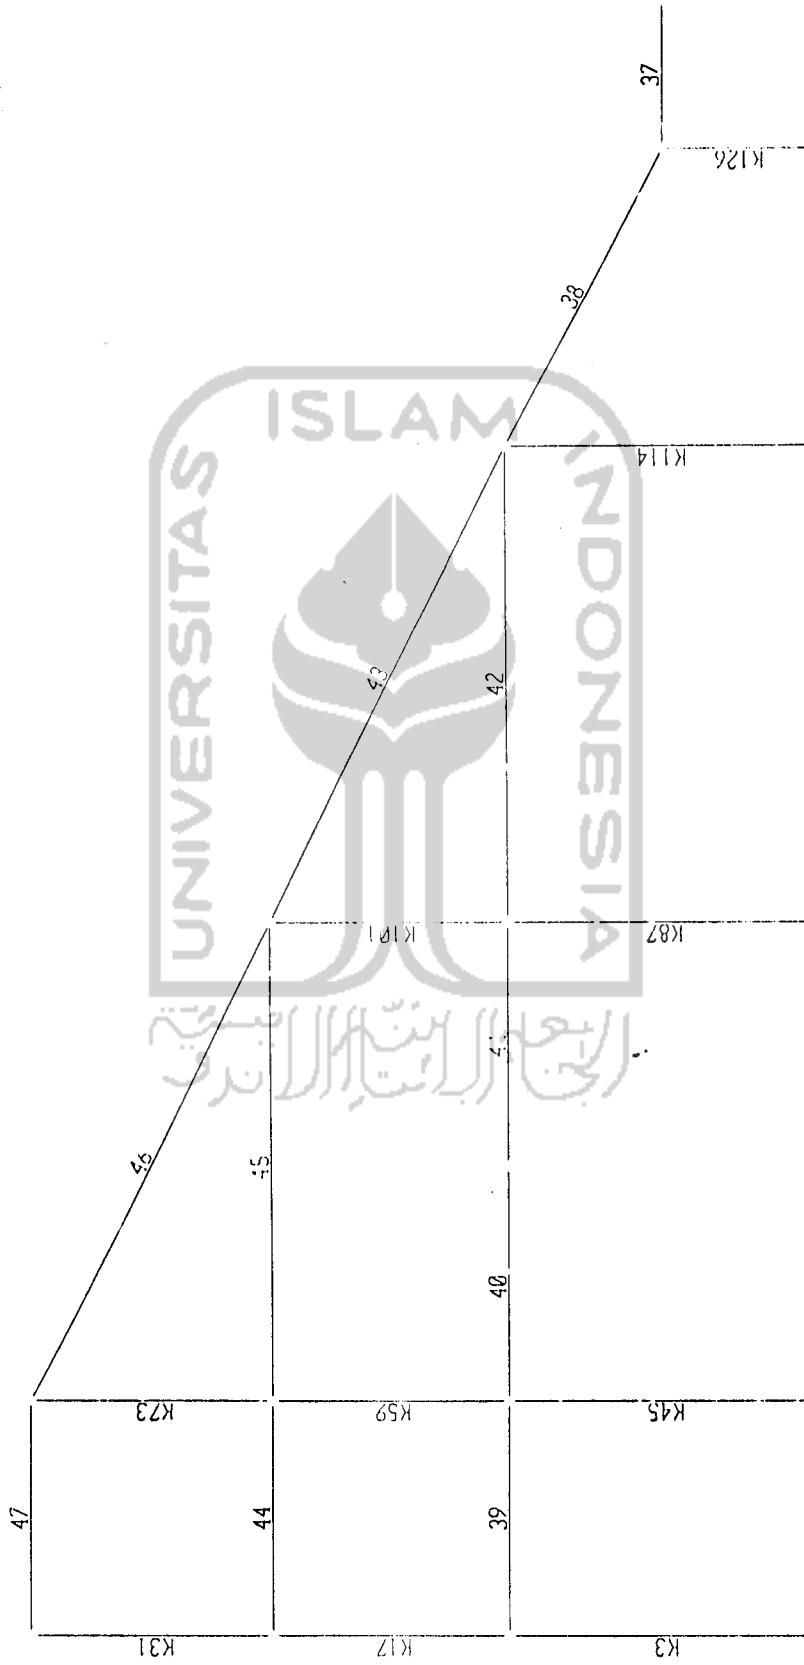 37
K126
38
ISLAM
UNIVERSITAS
INDONESIA
K114
43
42
K101
K87
46
45
40
K73
K59
K45
47
44
39
K31
K17
K3